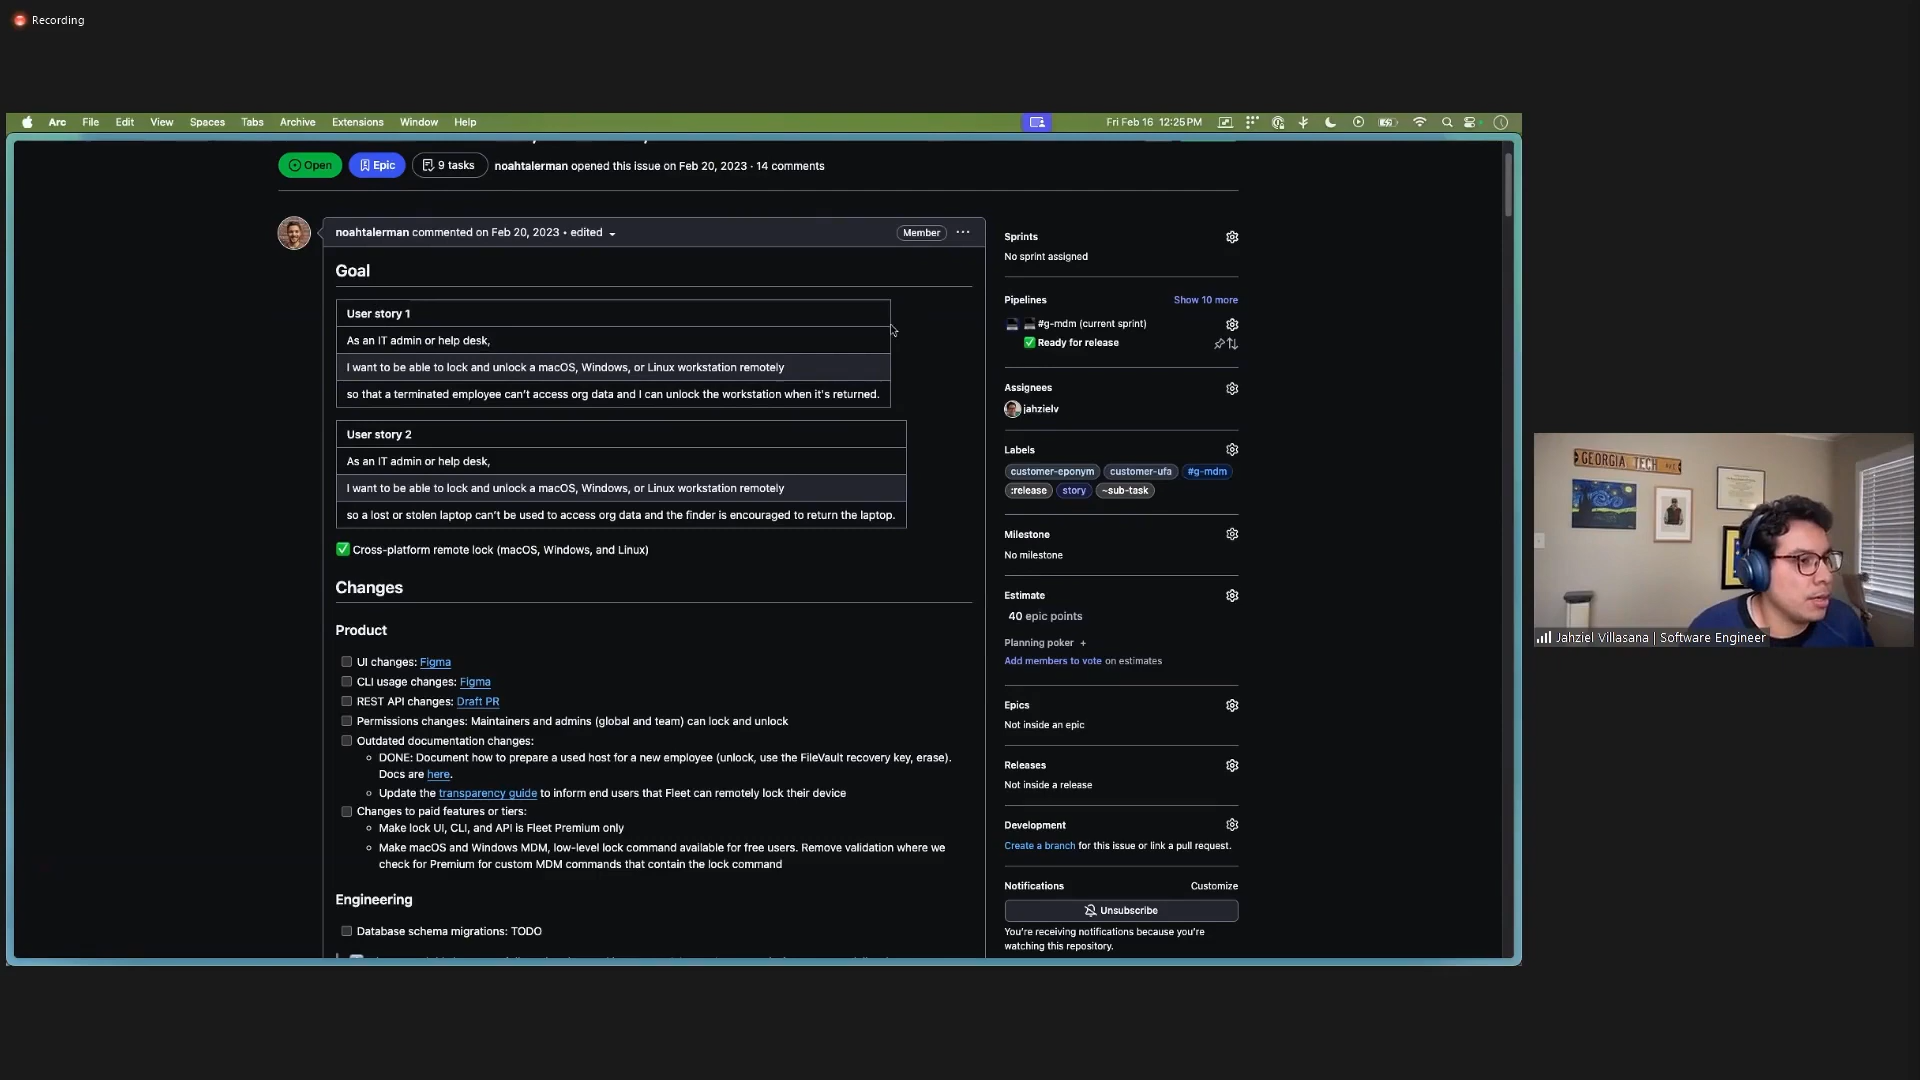 Recording
Arc File Edit View Spaces Tabs Archive Extensions Window Help
Fri Feb 16 12:25 PM
Open Epic 9 tasks noahtalerman opened this issue on Feb 20, 2023 · 14 comments
noahtalerman commented on Feb 20, 2023 • edited
Member
Goal
User story 1
As an IT admin or help desk,
I want to be able to lock and unlock a macOS, Windows, or Linux workstation remotely
so that a terminated employee can't access org data and I can unlock the workstation when it's returned.
User story 2
As an IT admin or help desk,
I want to be able to lock and unlock a macOS, Windows, or Linux workstation remotely
so a lost or stolen laptop can't be used to access org data and the finder is encouraged to return the laptop.
✅ Cross-platform remote lock (macOS, Windows, and Linux)
Changes
Product
UI changes: Figma
CLI usage changes: Figma
REST API changes: Draft PR
Permissions changes: Maintainers and admins (global and team) can lock and unlock
Outdated documentation changes:
DONE: Document how to prepare a used host for a new employee (unlock, use the FileVault recovery key, erase).
Docs are here.
Update the transparency guide to inform end users that Fleet can remotely lock their device
Changes to paid features or tiers:
Make lock UI, CLI, and API is Fleet Premium only
Make macOS and Windows MDM, low-level lock command available for free users. Remove validation where we
check for Premium for custom MDM commands that contain the lock command
Engineering
Database schema migrations: TODO
Sprints
No sprint assigned
Pipelines Show 10 more
#g-mdm (current sprint)
✅ Ready for release
Assignees
jahzielv
Labels
customer-eponym customer-ufa #g-mdm
:release story ~sub-task
Milestone
No milestone
Estimate
40 epic points
Planning poker +
Add members to vote on estimates
Epics
Not inside an epic
Releases
Not inside a release
Development
Create a branch for this issue or link a pull request.
Notifications Customize
Unsubscribe
You're receiving notifications because you're
watching this repository.
GEORGIA TECH
Jahziel Villasana | Software Engineer